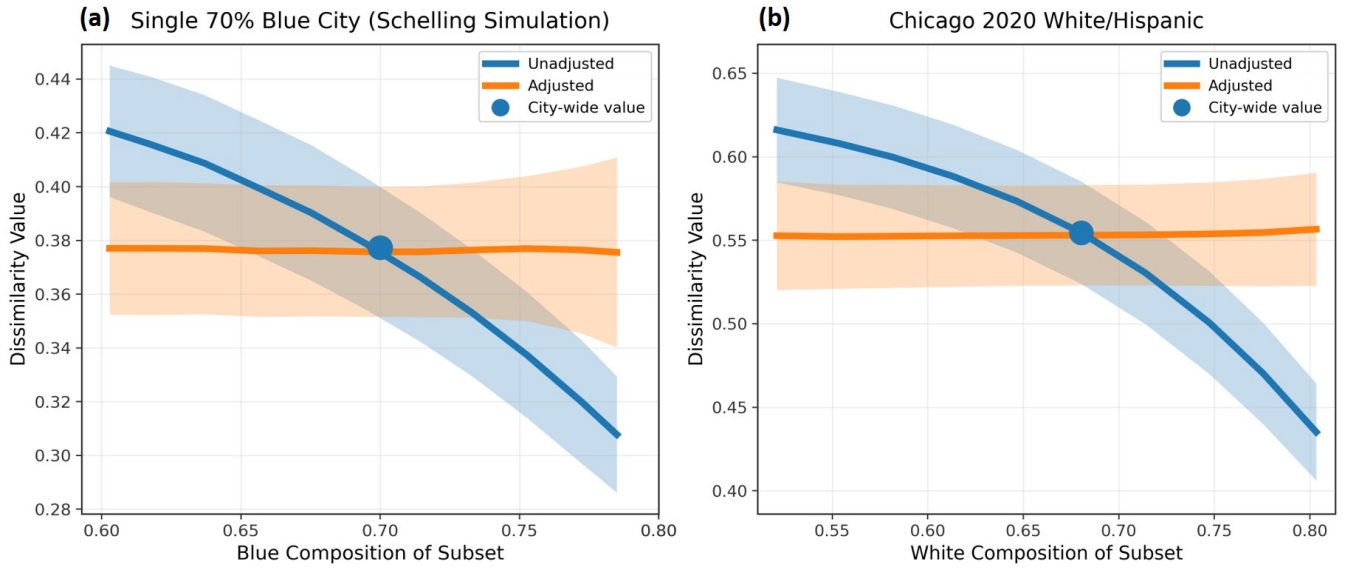 (a) Single 70% Blue City (Schelling Simulation)
0.44
0.42
0.40
0.38
0.36
0.34
0.32
0.30
0.28
Dissimilarity Value
0.60 0.65 0.70 0.75 0.80
Blue Composition of Subset
Unadjusted
Adjusted
City-wide value
(b) Chicago 2020 White/Hispanic
0.65
0.60
0.55
0.50
0.45
0.40
Dissimilarity Value
0.55 0.60 0.65 0.70 0.75 0.80
White Composition of Subset
Unadjusted
Adjusted
City-wide value